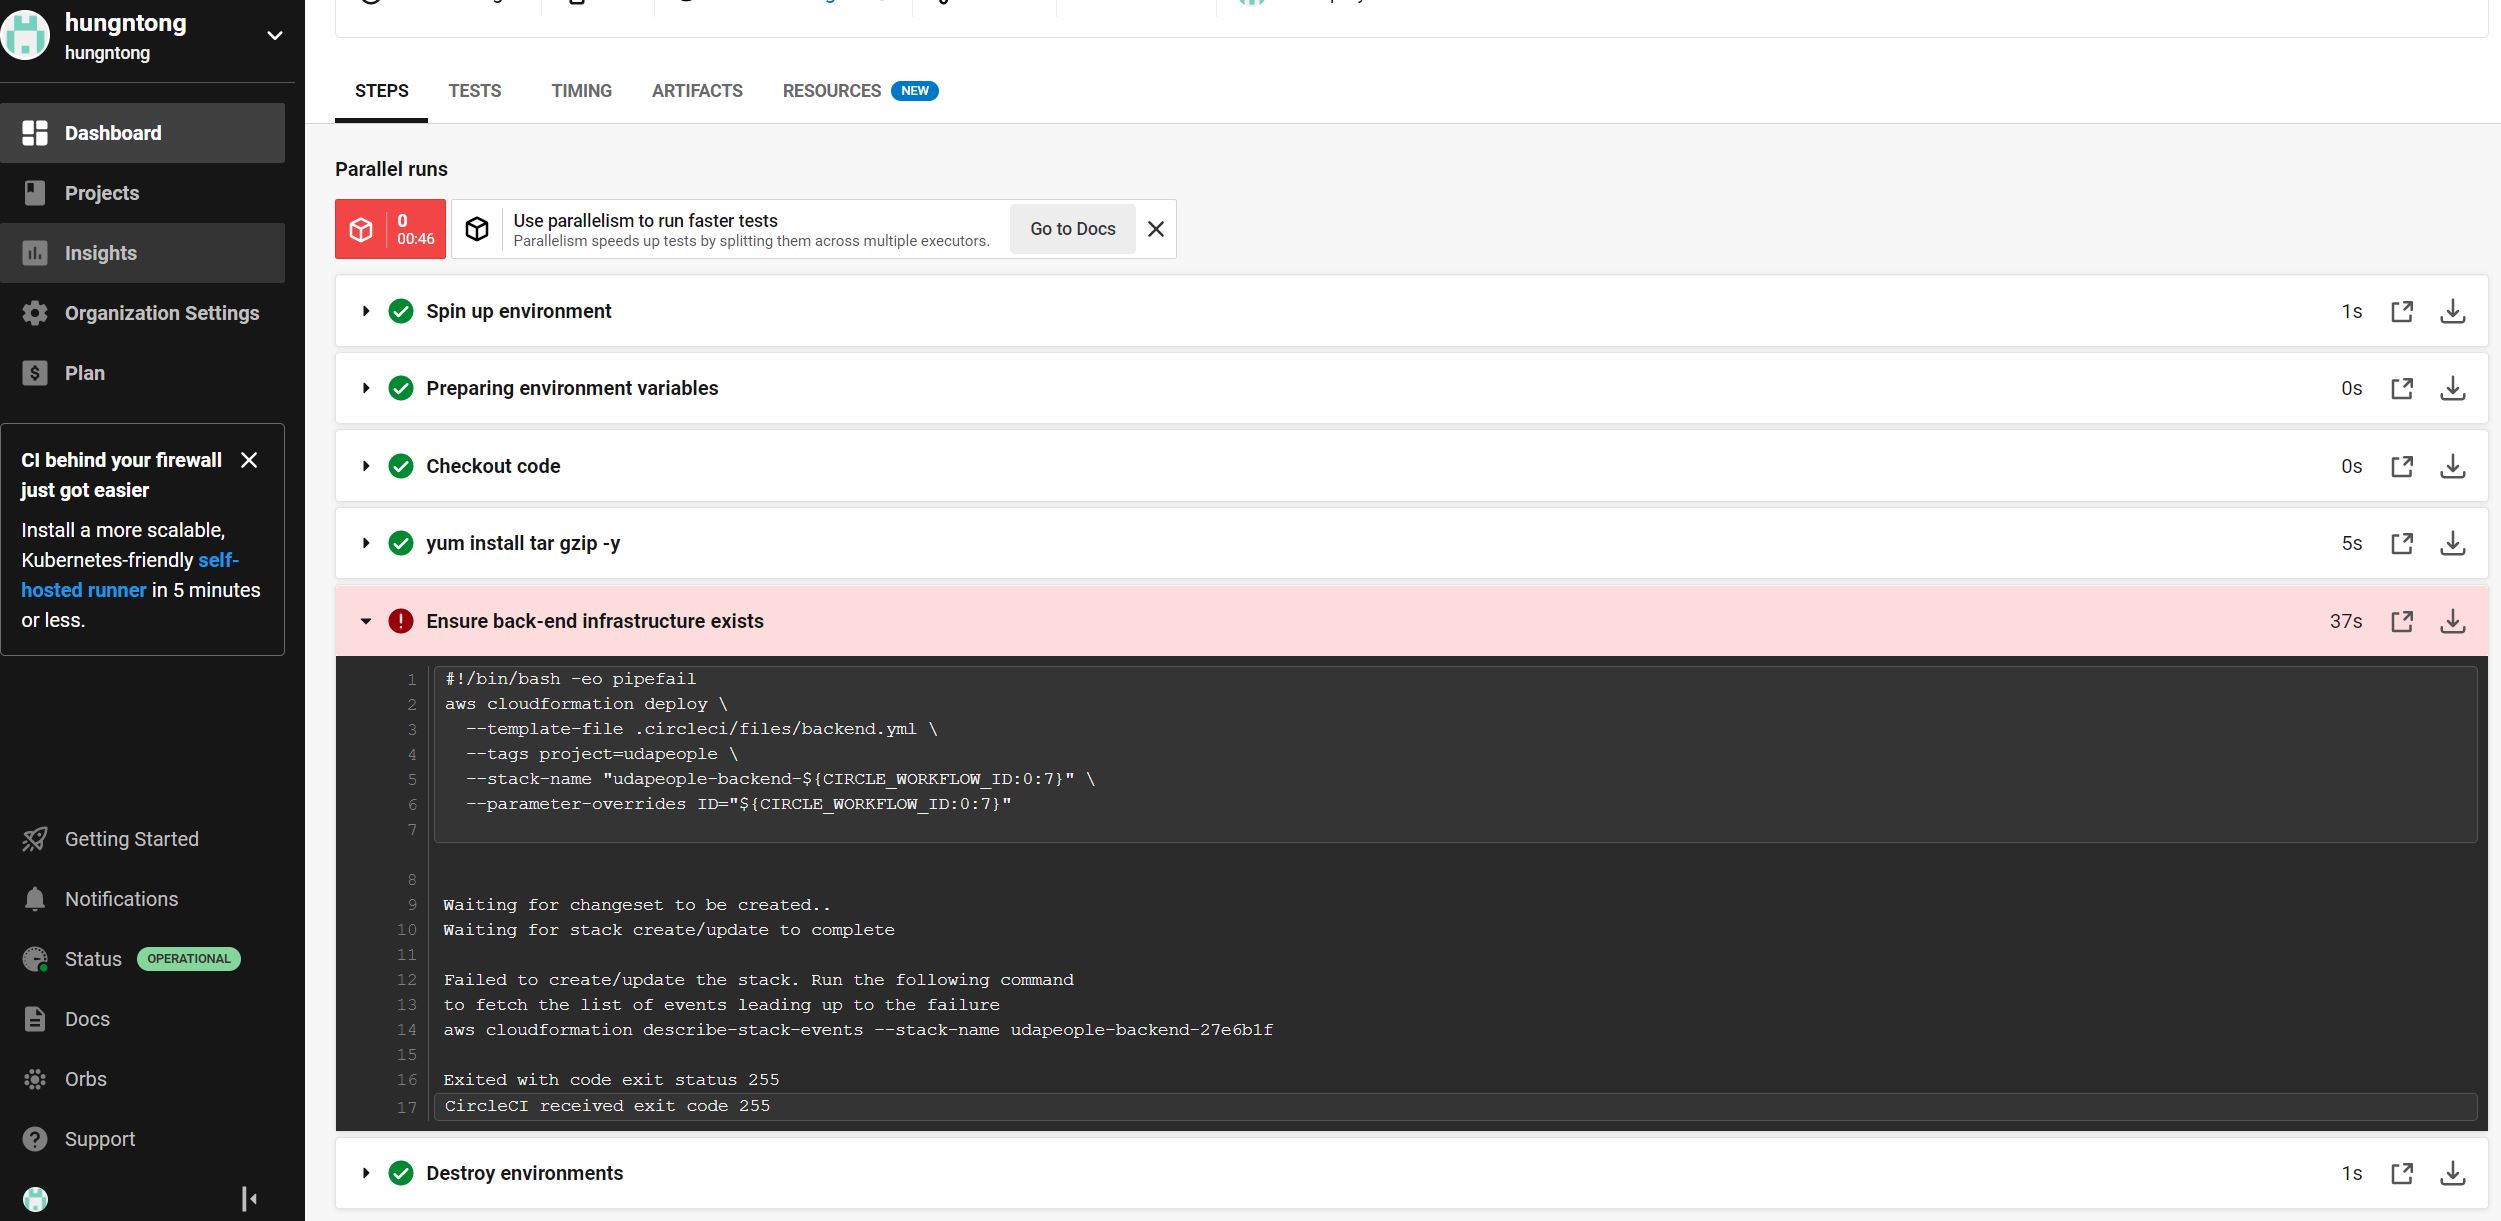 hungntong
hungntong
Dashboard
Projects
Insights
Organization Settings
Plan
CI behind your firewall
just got easier
Install a more scalable,
Kubernetes-friendly self-
hosted runner in 5 minutes
or less.
Getting Started
Notifications
Status OPERATIONAL
Docs
Orbs
Support
STEPS TESTS TIMING ARTIFACTS RESOURCES NEW
Parallel runs
0
00:46
Use parallelism to run faster tests
Parallelism speeds up tests by splitting them across multiple executors.
Go to Docs
Spin up environment 1s
Preparing environment variables 0s
Checkout code 0s
yum install tar gzip -y 5s
Ensure back-end infrastructure exists 37s
1 #!/bin/bash -eo pipefail
2 aws cloudformation deploy \
3 --template-file .circleci/files/backend.yml \
4 --tags project=udapeople \
5 --stack-name "udapeople-backend-${CIRCLE_WORKFLOW_ID:0:7}" \
6 --parameter-overrides ID="${CIRCLE_WORKFLOW_ID:0:7}"
7
8
9 Waiting for changeset to be created..
10 Waiting for stack create/update to complete
11
12 Failed to create/update the stack. Run the following command
13 to fetch the list of events leading up to the failure
14 aws cloudformation describe-stack-events --stack-name udapeople-backend-27e6b1f
15
16 Exited with code exit status 255
17 CircleCI received exit code 255
Destroy environments 1s